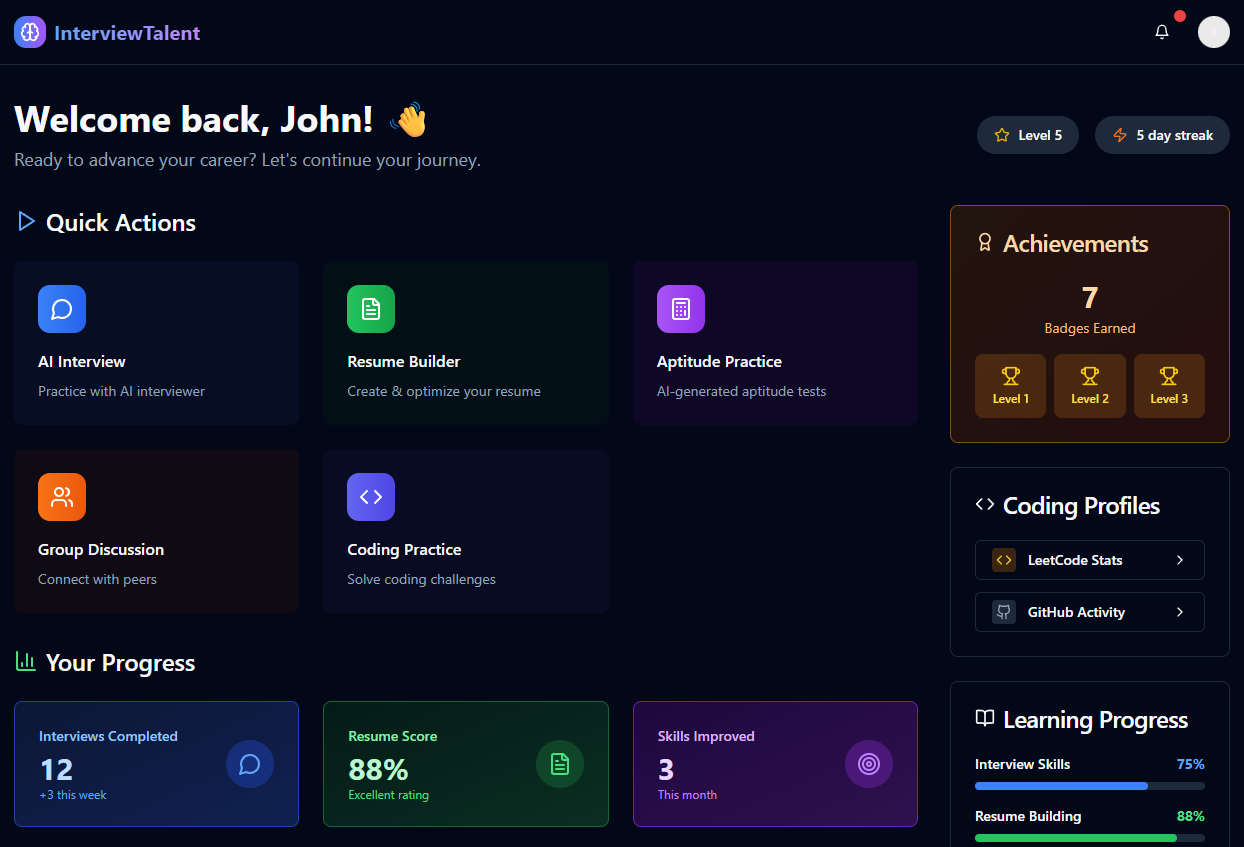 InterviewTalent
Welcome back, John! 👋
Ready to advance your career? Let's continue your journey.
Level 5
5 day streak
Quick Actions
AI Interview
Practice with AI interviewer
Resume Builder
Create & optimize your resume
Aptitude Practice
AI-generated aptitude tests
Group Discussion
Connect with peers
Coding Practice
Solve coding challenges
Your Progress
Interviews Completed
12
+3 this week
Resume Score
88%
Excellent rating
Skills Improved
3
This month
Achievements
7
Badges Earned
Level 1
Level 2
Level 3
Coding Profiles
LeetCode Stats
GitHub Activity
Learning Progress
Interview Skills 75%
Resume Building 88%